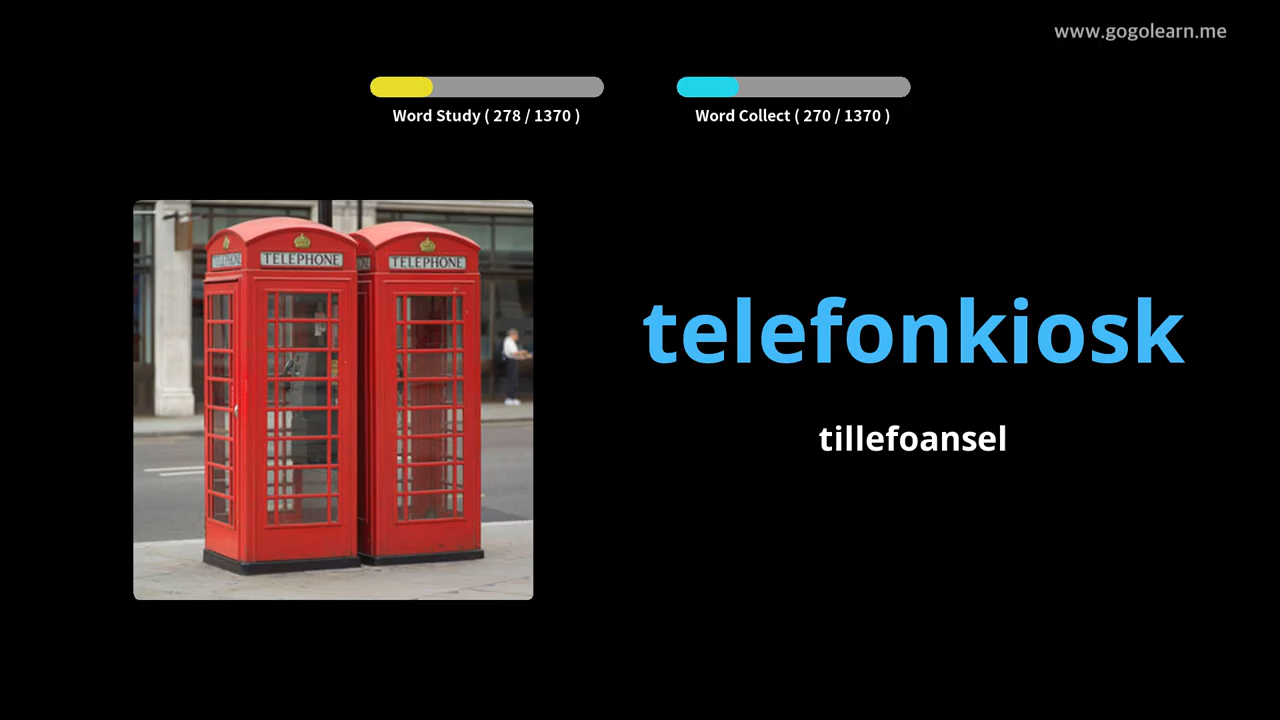 www.gogolearn.me
Word Study ( 278 / 1370 )
Word Collect ( 270 / 1370 )
TELEPHONE
TELEPHONE
telefonkiosk
tillefoansel